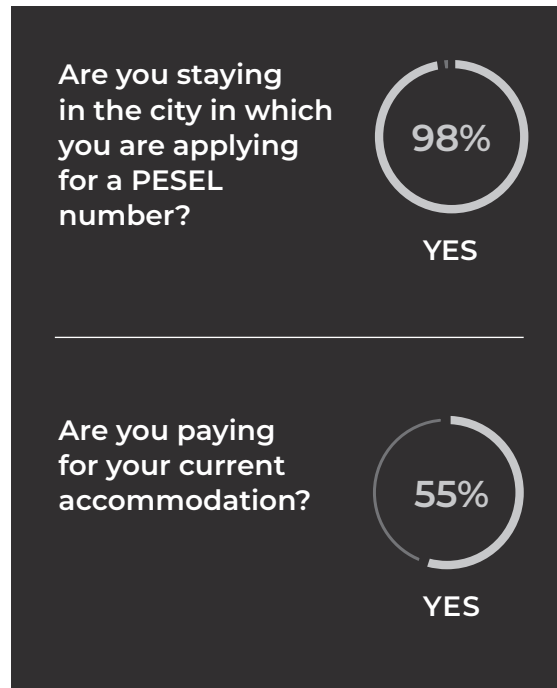 Are you staying
in the city in which
you are applying
for a PESEL
number?
98%
YES
Are you paying
for your current
accommodation?
55%
YES